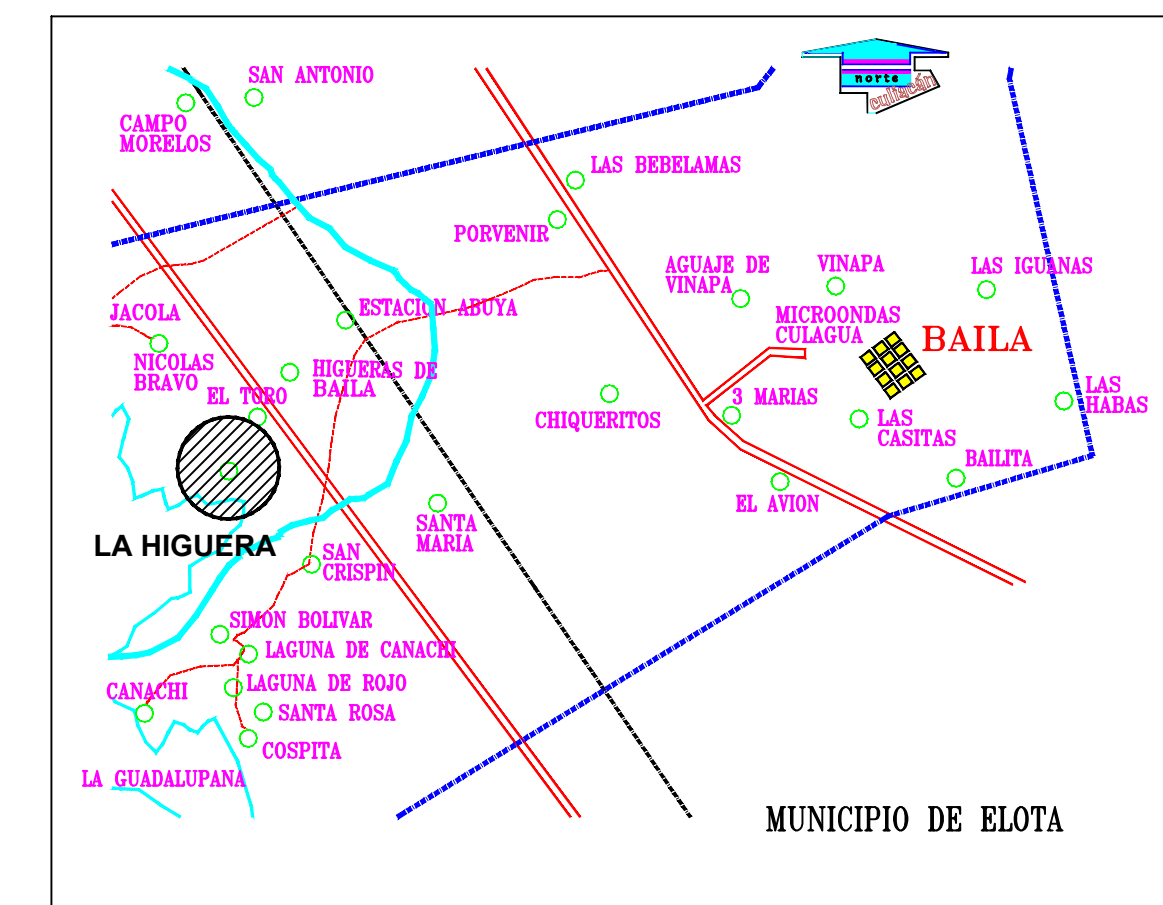 SAN ANTONIO
norte
culiacán
CAMPO
MORELOS
LAS BEBELAMAS
PORVENIR
AGUAJE DE
VINAPA
VINAPA
LAS IGUANAS
JACOLA
ESTACION ABUYA
MICROONDAS
CULAGUA
BAILA
NICOLAS
BRAVO
HIGUERAS DE
BAILA
EL TORO
3 MARIAS
LAS
HABAS
CHIQUERITOS
LAS
CASITAS
BAILITA
EL AVION
SANTA
MARIA
LA HIGUERA
SAN
CRISPIN
SIMON BOLIVAR
LAGUNA DE CANACHI
LAGUNA DE ROJO
CANACHI
SANTA ROSA
COSPITA
LA GUADALUPANA
MUNICIPIO DE ELOTA